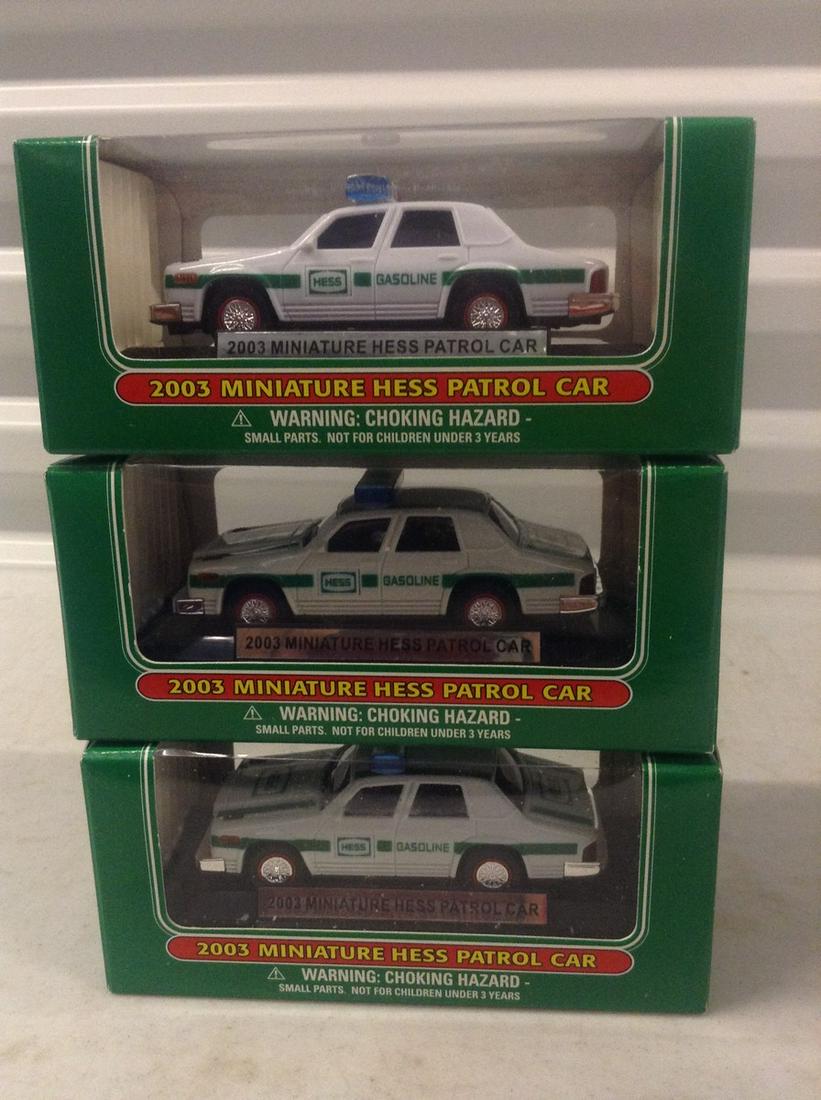 HESS GASOLINE
2003 MINIATURE HESS PATROL CAR
2003 MINIATURE HESS PATROL CAR
WARNING: CHOKING HAZARD -
SMALL PARTS. NOT FOR CHILDREN UNDER 3 YEARS
HESS GASOLINE
2003 MINIATURE HESS PATROL CAR
2003 MINIATURE HESS PATROL CAR
WARNING: CHOKING HAZARD -
SMALL PARTS. NOT FOR CHILDREN UNDER 3 YEARS
HESS GASOLINE
2003 MINIATURE HESS PATROL CAR
2003 MINIATURE HESS PATROL CAR
WARNING: CHOKING HAZARD -
SMALL PARTS. NOT FOR CHILDREN UNDER 3 YEARS